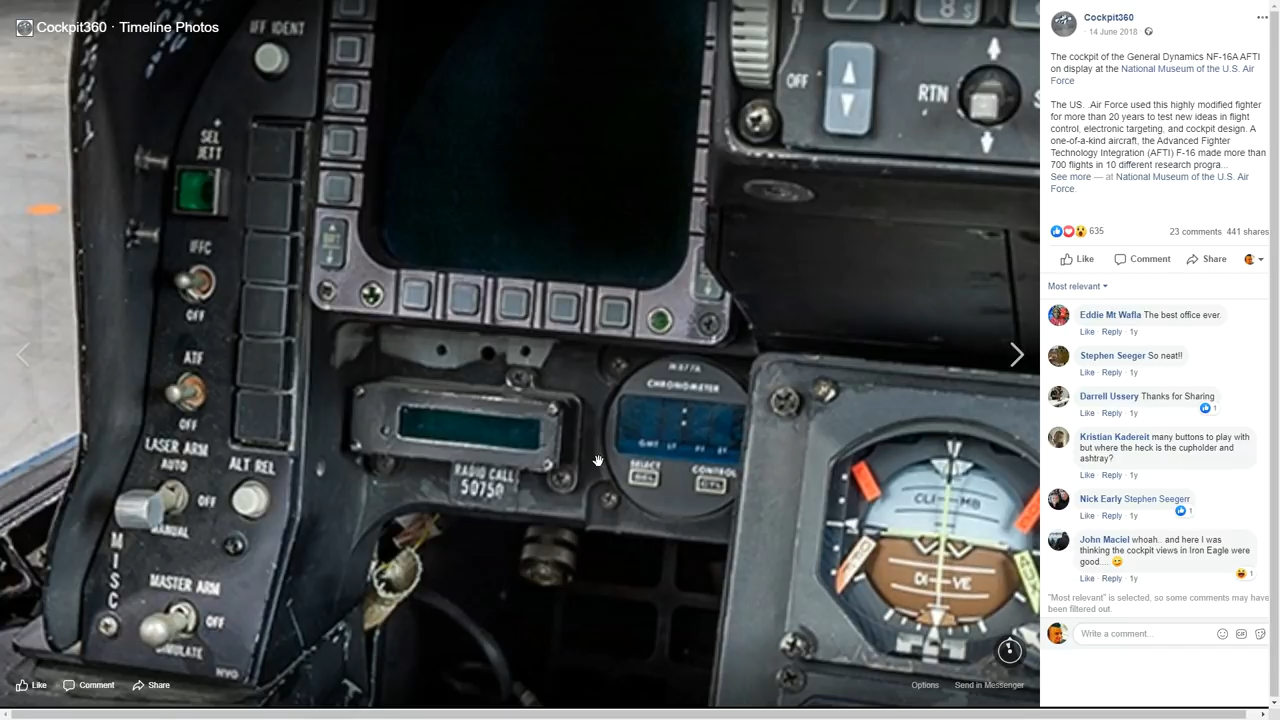 Cockpit360 · Timeline Photos
IFF IDENT
SEL
JETT
IFFC
OFF
ATF
OFF
LASER ARM
AUTO
OFF
MANUAL
ALT REL
MISC
MASTER ARM
OFF
SIMULATE
BRT
OFF
7
8
RTN
CHRONOMETER
GMT LT
SELECT
SEL
CONTROL
CTL
RADIO CALL
50750
CLIMB
DIVE
Like
Comment
Share
Options
Send in Messenger
Cockpit360
· 14 June 2018
The cockpit of the General Dynamics NF-16A AFTI
on display at the National Museum of the U.S. Air
Force
The US. .Air Force used this highly modified fighter
for more than 20 years to test new ideas in flight
control, electronic targeting, and cockpit design. A
one-of-a-kind aircraft, the Advanced Fighter
Technology Integration (AFTI) F-16 made more than
700 flights in 10 different research progra...
See more — at National Museum of the U.S. Air
Force.
635
23 comments 441 shares
Like
Comment
Share
Most relevant
Eddie Mt Wafla The best office ever.
Like · Reply · 1y
Stephen Seeger So neat!!
Like · Reply · 1y
Darrell Ussery Thanks for Sharing
1
Like · Reply · 1y
Kristian Kadereit many buttons to play with
but where the heck is the cupholder and
ashtray?
Like · Reply · 1y
Nick Early Stephen Seegerr
1
Like · Reply · 1y
John Maciel whoah.. and here I was
thinking the cockpit views in Iron Eagle were
good....
1
Like · Reply · 1y
"Most relevant" is selected, so some comments may have
been filtered out.
Write a comment...